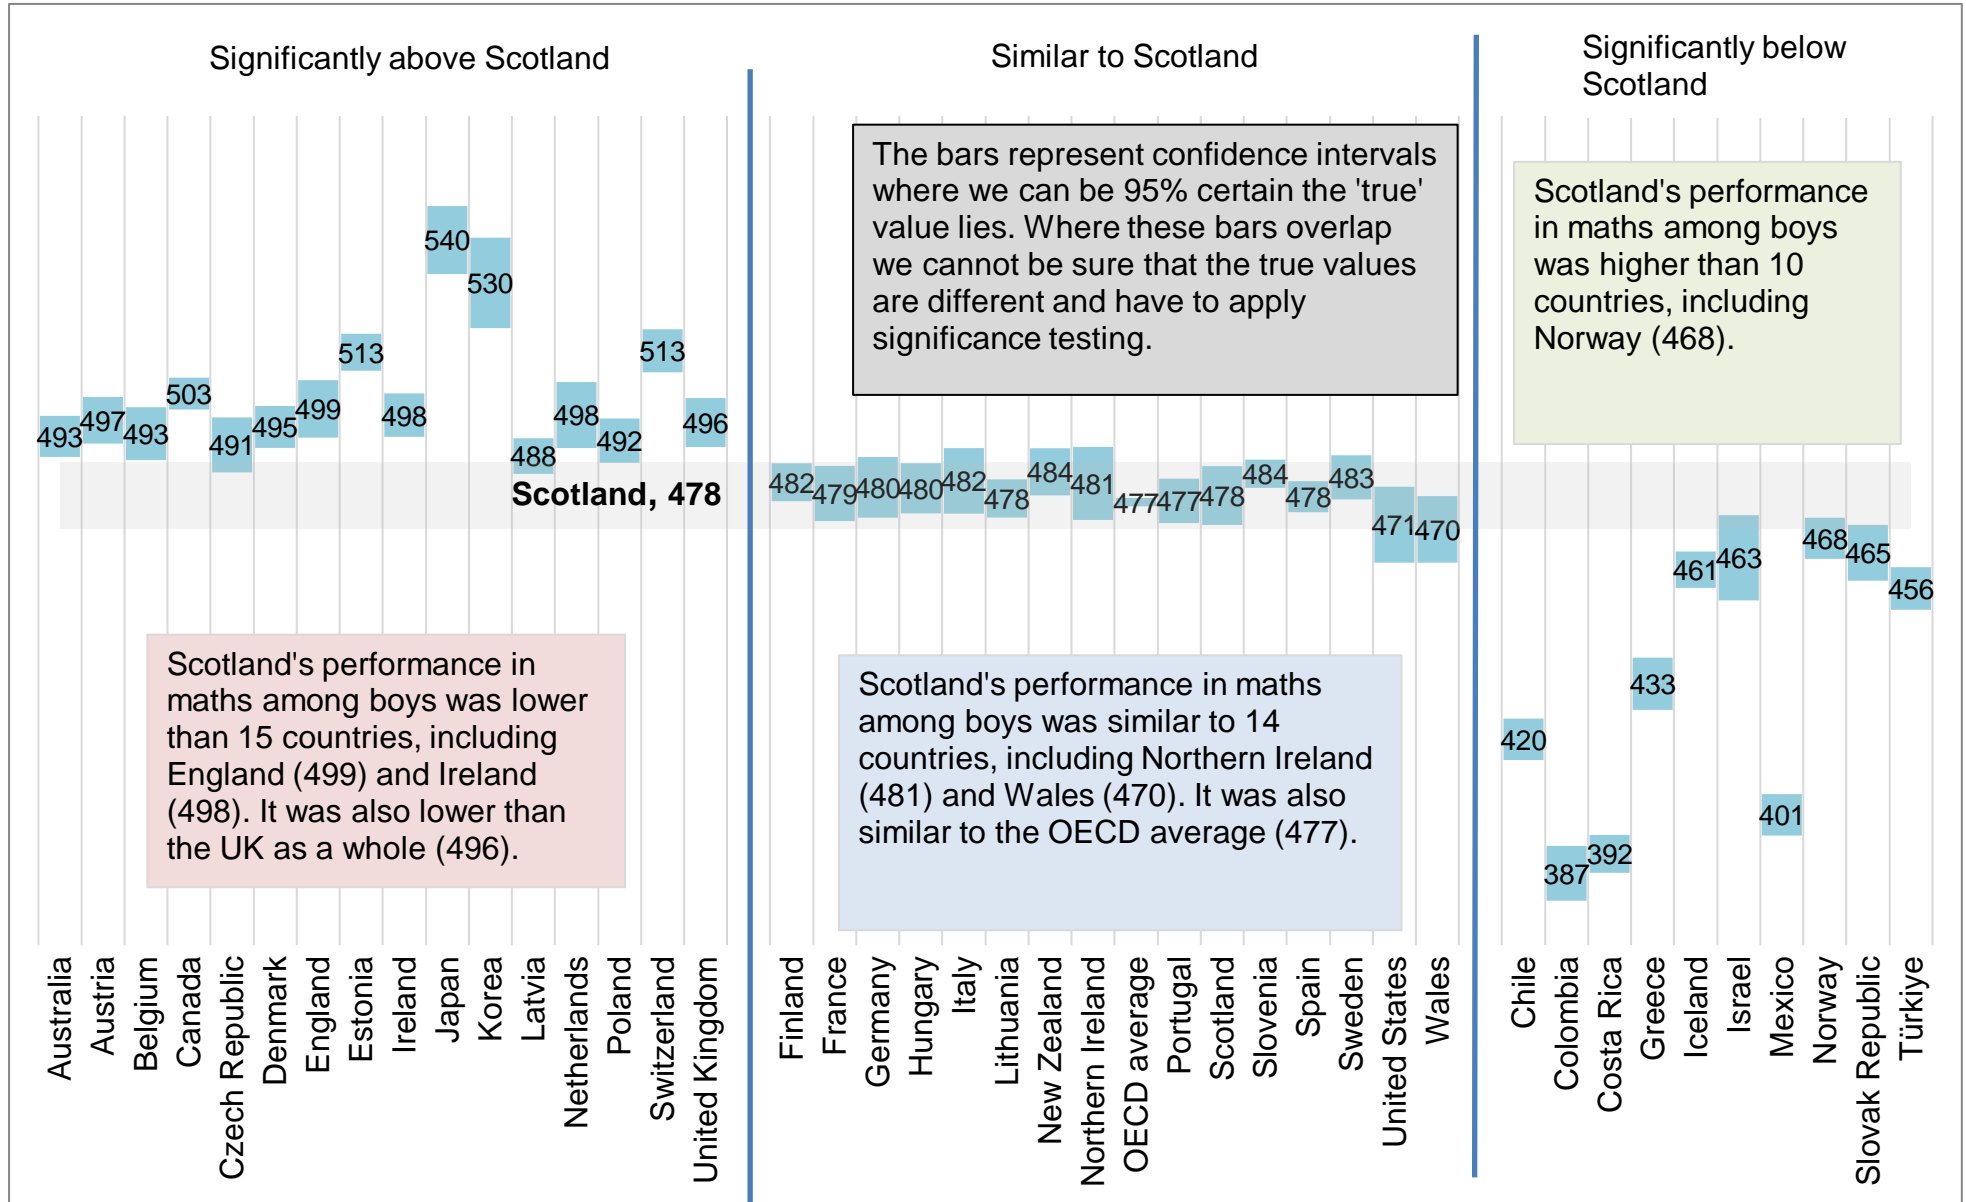 Significantly above Scotland
Similar to Scotland
Significantly below
Scotland
The bars represent confidence intervals
where we can be 95% certain the 'true'
value lies. Where these bars overlap
we cannot be sure that the true values
are different and have to apply
significance testing.
Scotland's performance
in maths among boys
was higher than 10
countries, including
Norway (468).
493
497
493
503
491
495
499
513
498
540
530
488
498
492
513
496
Scotland, 478
482
479
480
480
482
478
484
481
477
477
478
484
478
483
471
470
420
387
392
433
461
463
401
468
465
456
Scotland's performance in
maths among boys was lower
than 15 countries, including
England (499) and Ireland
(498). It was also lower than
the UK as a whole (496).
Scotland's performance in maths
among boys was similar to 14
countries, including Northern Ireland
(481) and Wales (470). It was also
similar to the OECD average (477).
Australia
Austria
Belgium
Canada
Czech Republic
Denmark
England
Estonia
Ireland
Japan
Korea
Latvia
Netherlands
Poland
Switzerland
United Kingdom
Finland
France
Germany
Hungary
Italy
Lithuania
New Zealand
Northern Ireland
OECD average
Portugal
Scotland
Slovenia
Spain
Sweden
United States
Wales
Chile
Colombia
Costa Rica
Greece
Iceland
Israel
Mexico
Norway
Slovak Republic
Türkiye